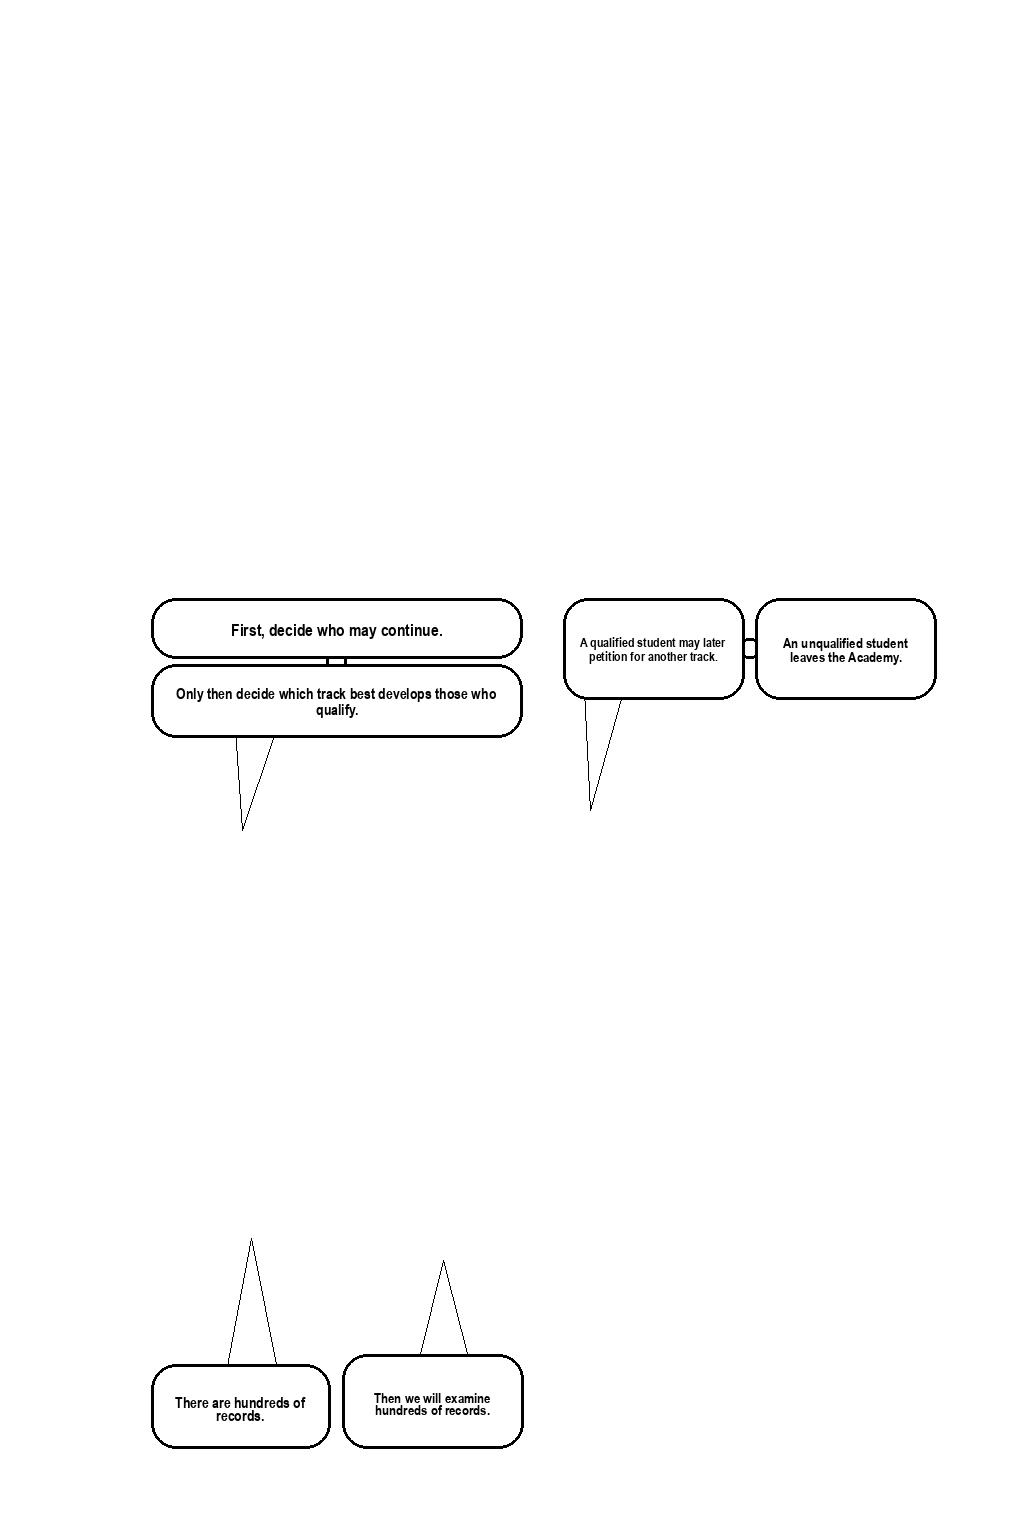 First, decide who may continue.
Only then decide which track best develops those who
qualify.
A qualified student may later
petition for another track.
An unqualified student
leaves the Academy.
There are hundreds of
records.
Then we will examine
hundreds of records.